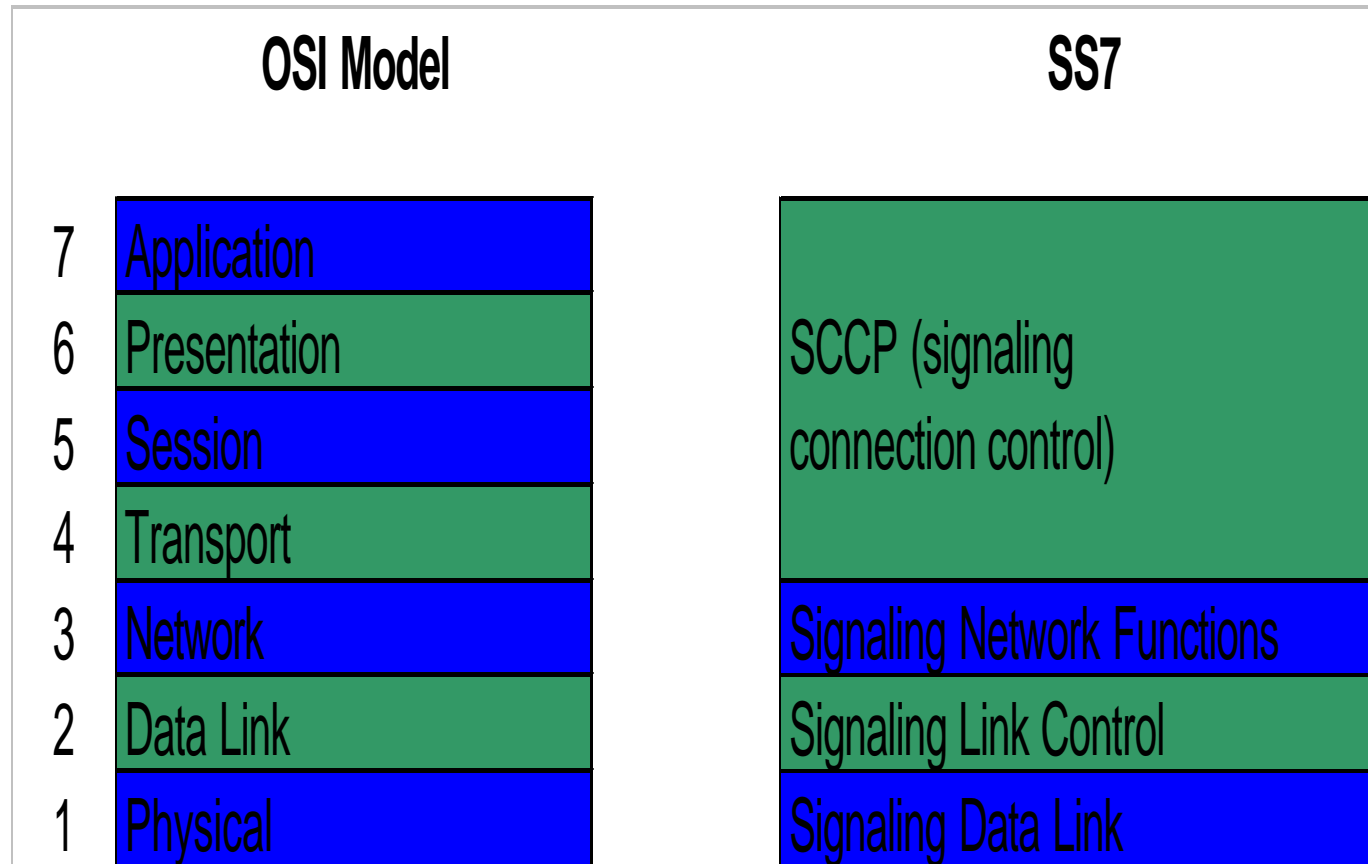 OSI Model
SS7
7 Application
6 Presentation
SCCP (signaling
5 Session
connection control)
4 Transport
3 Network
Signaling Network Functions
2 Data Link
Signaling Link Control
1 Physical
Signaling Data Link